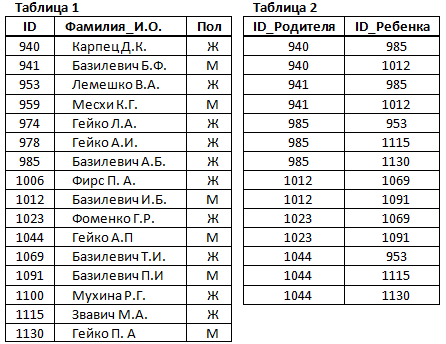 Таблица 1 Таблица 2
ID Фамилия_И.О. Пол ID_Родителя ID_Ребенка
940 Карпец Д.К. Ж 940 985
941 Базилевич Б.Ф. М 940 1012
953 Лемешко В.А. Ж 941 985
959 Месхи К.Г. М 941 1012
974 Гейко Л.А. Ж 985 953
978 Гейко А.И. Ж 985 1115
985 Базилевич А.Б. Ж 985 1130
1006 Фирс П. А. Ж 1012 1069
1012 Базилевич И.Б. М 1012 1091
1023 Фоменко Г.Р. Ж 1023 1069
1044 Гейко А.П М 1023 1091
1069 Базилевич Т.И. Ж 1044 953
1091 Базилевич П.И М 1044 1115
1100 Мухина Р.Г. Ж 1044 1130
1115 Звавич М.А. Ж
1130 Гейко П. А М